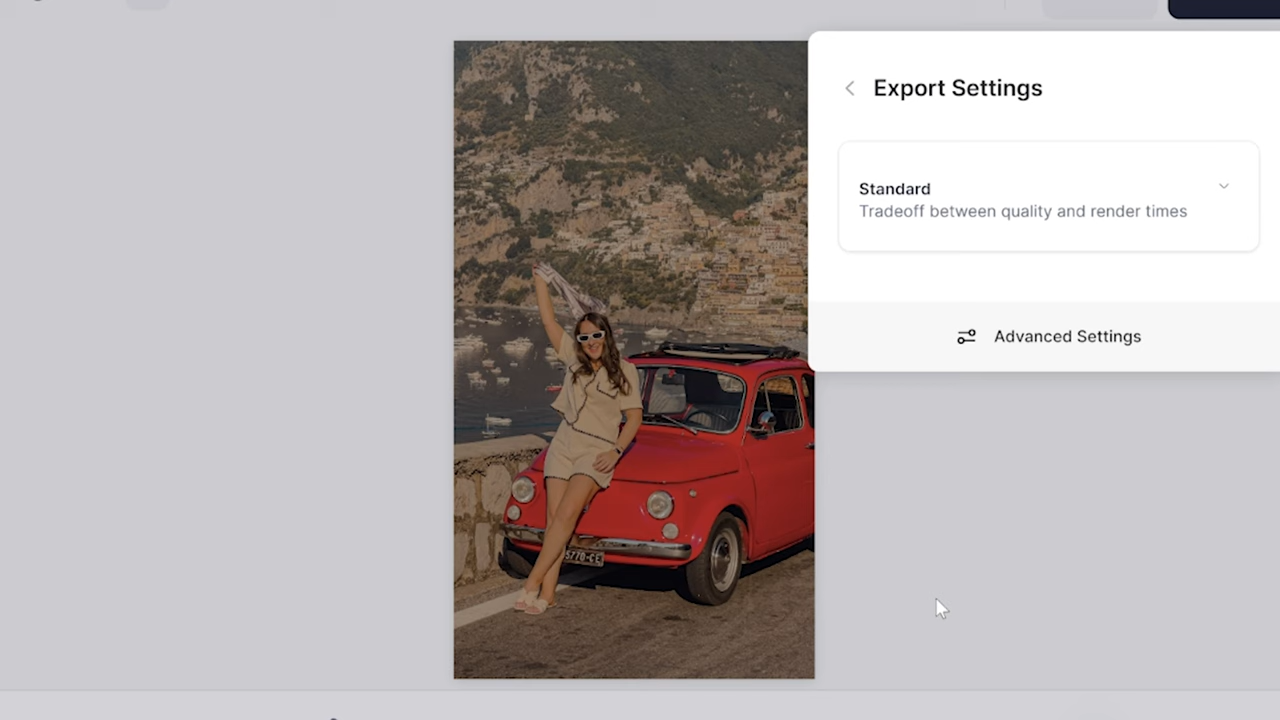 Export Settings
Standard
Tradeoff between quality and render times
Advanced Settings